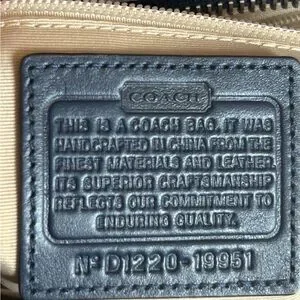 COACH
THIS IS A COACH BAG. IT WAS
HANDCRAFTED IN CHINA FROM THE
FINEST MATERIALS AND LEATHER.
ITS SUPERIOR CRAFTSMANSHIP
REFLECTS OUR COMMITMENT TO
ENDURING QUALITY.
Nº D1220-19951